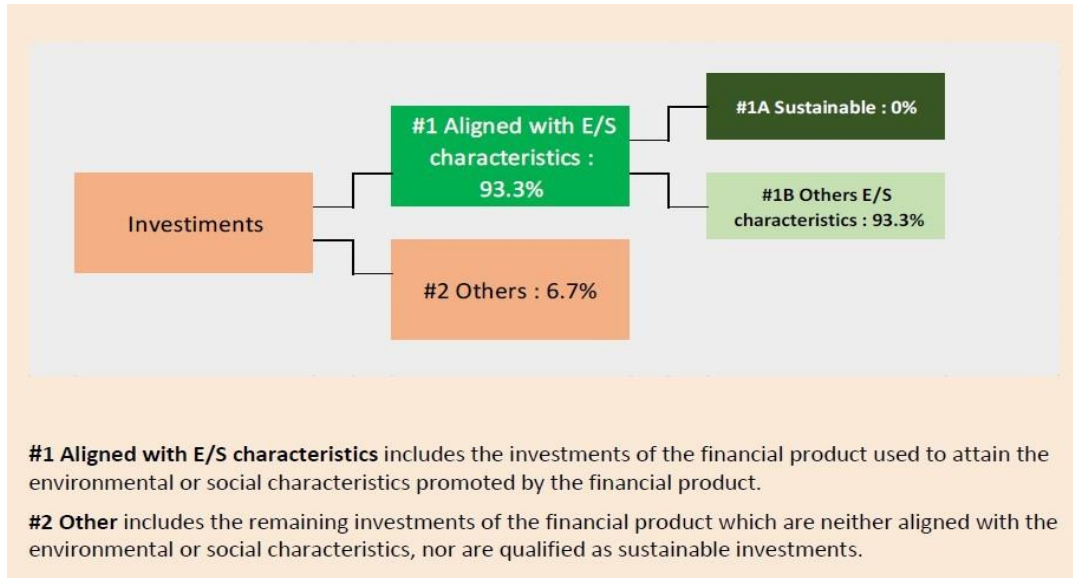 #1A Sustainable : 0%
#1 Aligned with E/S
characteristics :
93.3%
#1B Others E/S
characteristics : 93.3%
Investiments
#2 Others : 6.7%
#1 Aligned with E/S characteristics includes the investments of the financial product used to attain the
environmental or social characteristics promoted by the financial product.
#2 Other includes the remaining investments of the financial product which are neither aligned with the
environmental or social characteristics, nor are qualified as sustainable investments.